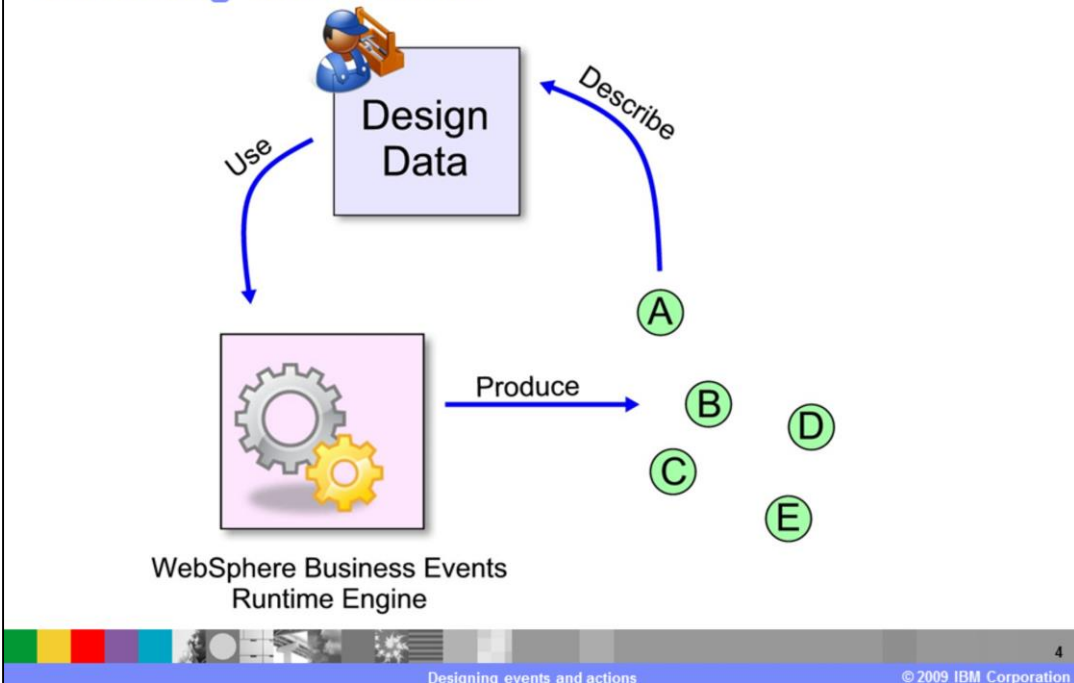 Design
Data
Describe
Use
A
Produce
B
D
C
E
WebSphere Business Events
Runtime Engine
4
Designing events and actions
© 2009 IBM Corporation